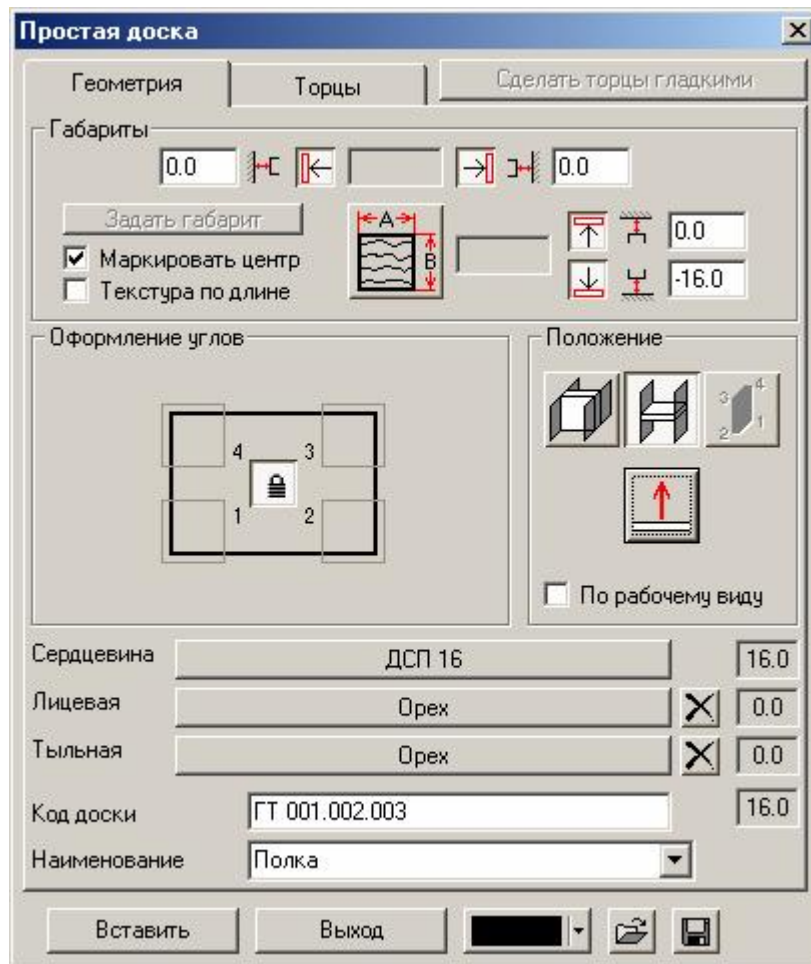 Простая доска
Геометрия Торцы Сделать торцы гладкими
Габариты
0.0 0.0
Задать габарит A 0.0
Маркировать центр B
Текстура по длине -16.0
Оформление углов Положение
4 3 3 4
2 1
1 2
По рабочему виду
Сердцевина ДСП 16 16.0
Лицевая Орех 0.0
Тыльная Орех 0.0
Код доски ГТ 001.002.003 16.0
Наименование Полка
Вставить Выход